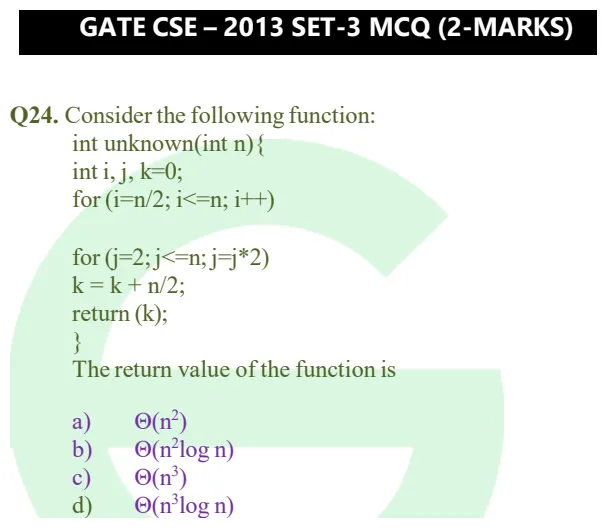 GATE CSE – 2013 SET-3 MCQ (2-MARKS)
Q24. Consider the following function:
int unknown(int n){
int i, j, k=0;
for (i=n/2; i<=n; i++)
for (j=2; j<=n; j=j*2)
k = k + n/2;
return (k);
}
The return value of the function is
a) Θ(n²)
b) Θ(n²log n)
c) Θ(n³)
d) Θ(n³log n)